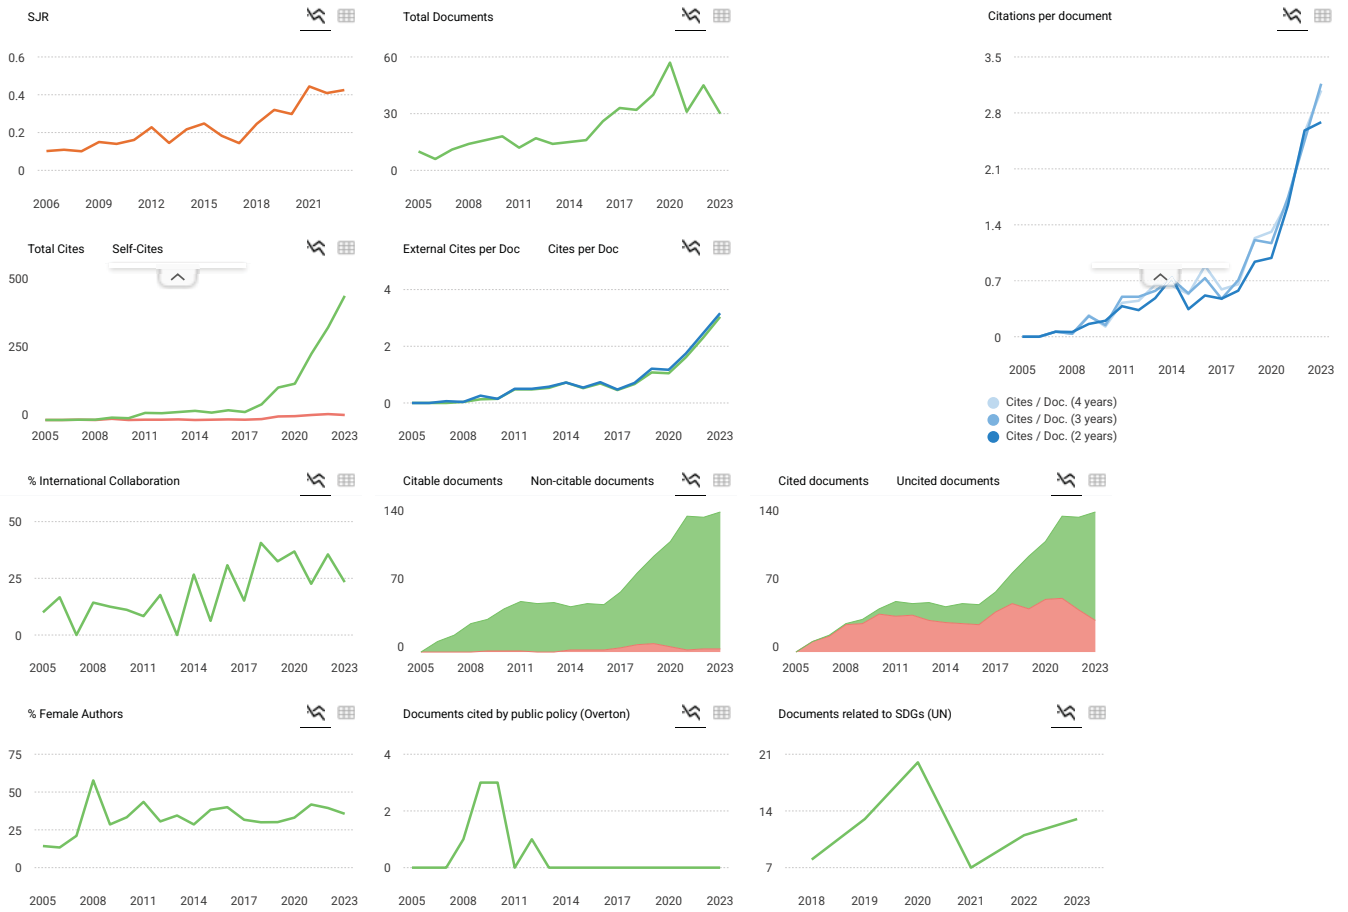 SJR
0.6
0.4
0.2
0
2006 2009 2012 2015 2018 2021
Total Documents
60
30
0
2005 2008 2011 2014 2017 2020 2023
Citations per document
3.5
2.8
2.1
1.4
0.7
0
2005 2008 2011 2014 2017 2020 2023
Cites / Doc. (4 years)
Cites / Doc. (3 years)
Cites / Doc. (2 years)
Total Cites Self-Cites
500
250
0
2005 2008 2011 2014 2017 2020 2023
External Cites per Doc Cites per Doc
4
2
0
2005 2008 2011 2014 2017 2020 2023
% International Collaboration
50
25
0
2005 2008 2011 2014 2017 2020 2023
Citable documents Non-citable documents
140
70
0
2005 2008 2011 2014 2017 2020 2023
Cited documents Uncited documents
140
70
0
2005 2008 2011 2014 2017 2020 2023
% Female Authors
75
50
25
0
2005 2008 2011 2014 2017 2020 2023
Documents cited by public policy (Overton)
4
2
0
2005 2008 2011 2014 2017 2020 2023
Documents related to SDGs (UN)
21
14
7
2018 2019 2020 2021 2022 2023